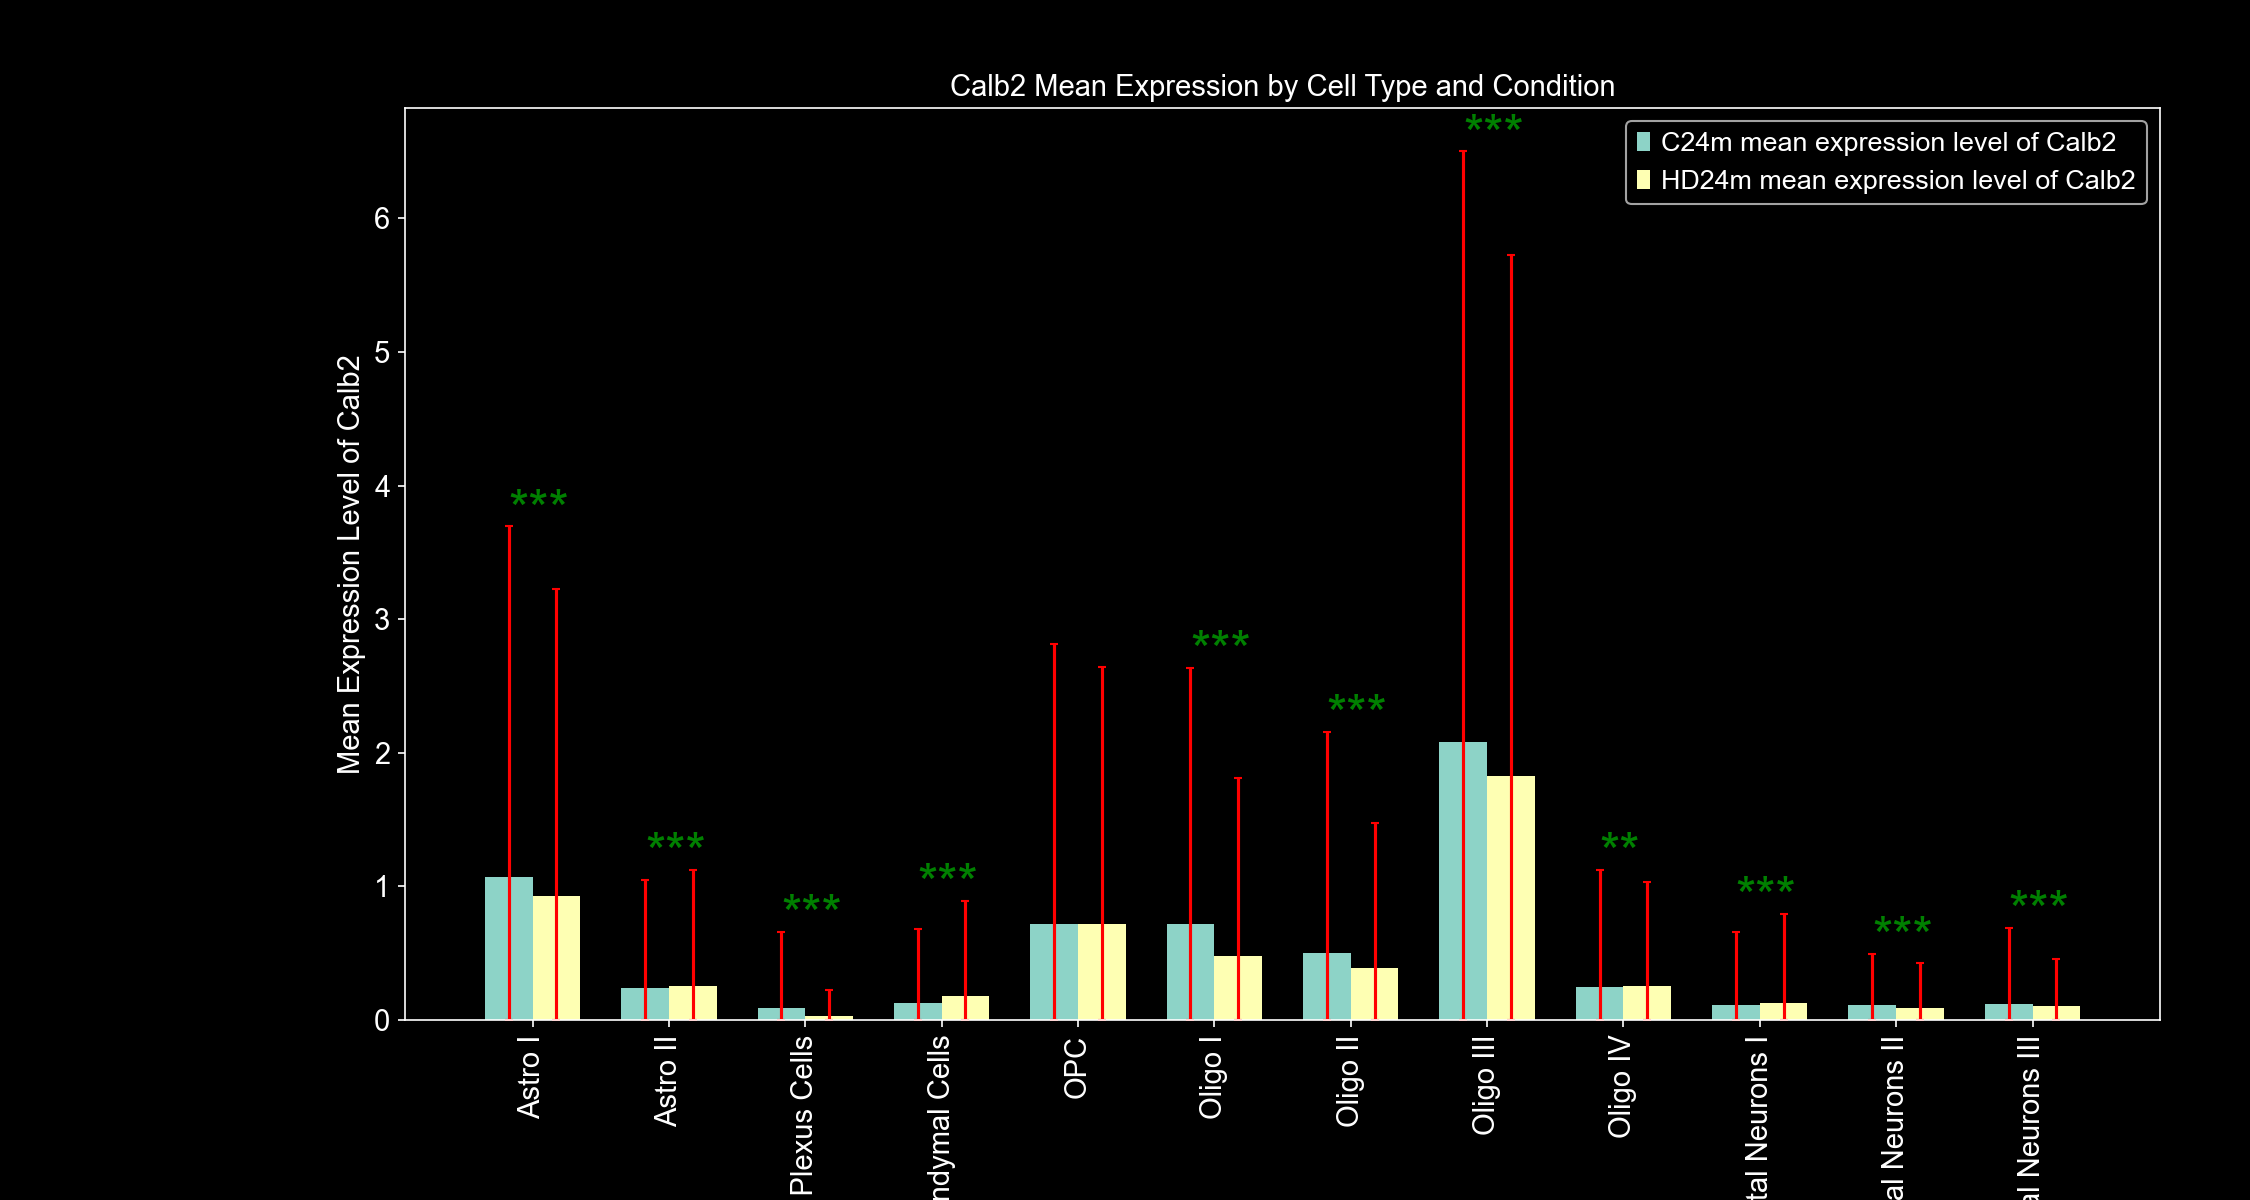 Calb2 Mean Expression by Cell Type and Condition
C24m mean expression level of Calb2
HD24m mean expression level of Calb2
Mean Expression Level of Calb2
6
5
4
3
2
1
0
***
***
***
***
***
***
***
**
***
***
***
Astro I
Astro II
Plexus Cells
ndymal Cells
OPC
Oligo I
Oligo II
Oligo III
Oligo IV
tal Neurons I
al Neurons II
al Neurons III